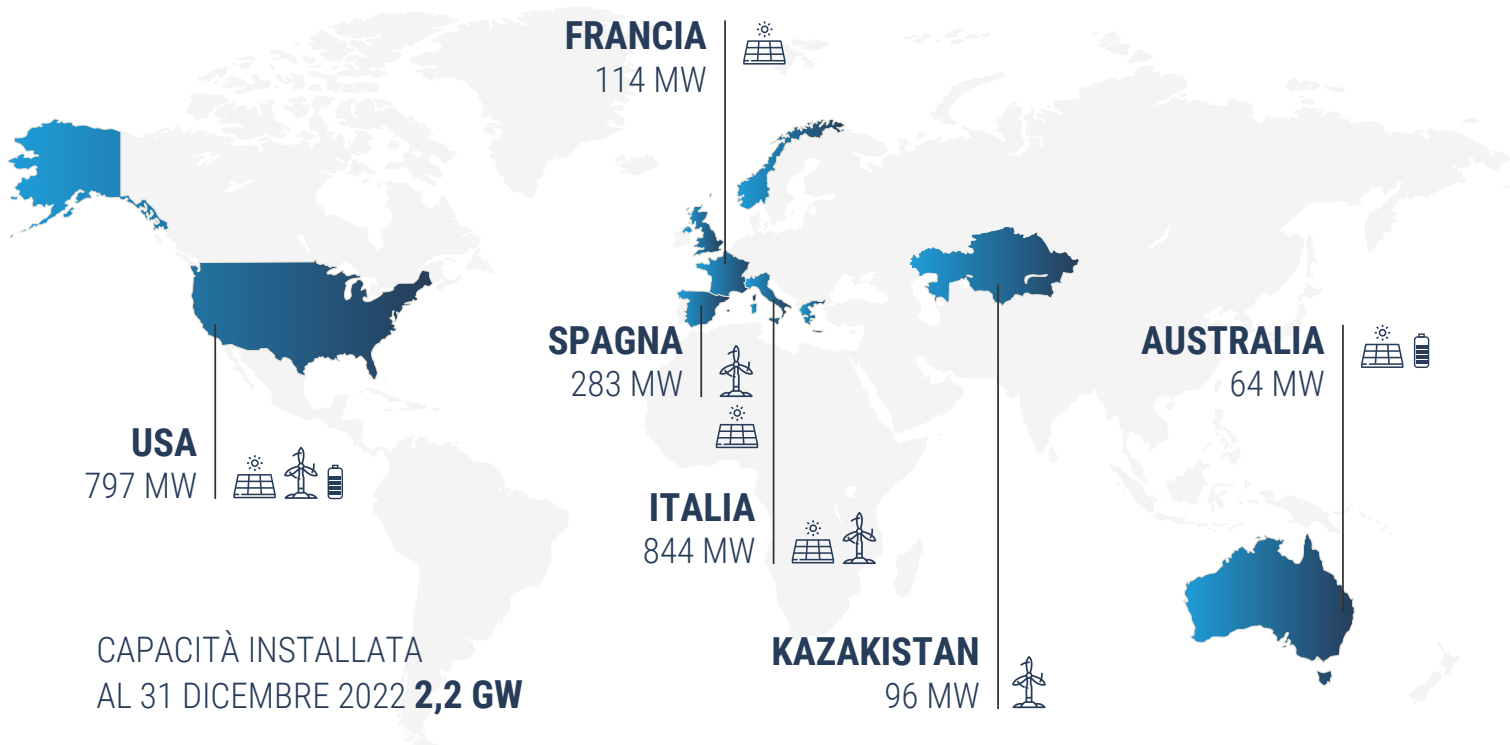 FRANCIA
114 MW
SPAGNA
283 MW
AUSTRALIA
64 MW
USA
797 MW
ITALIA
844 MW
KAZAKISTAN
96 MW
CAPACITÀ INSTALLATA
AL 31 DICEMBRE 2022 2,2 GW